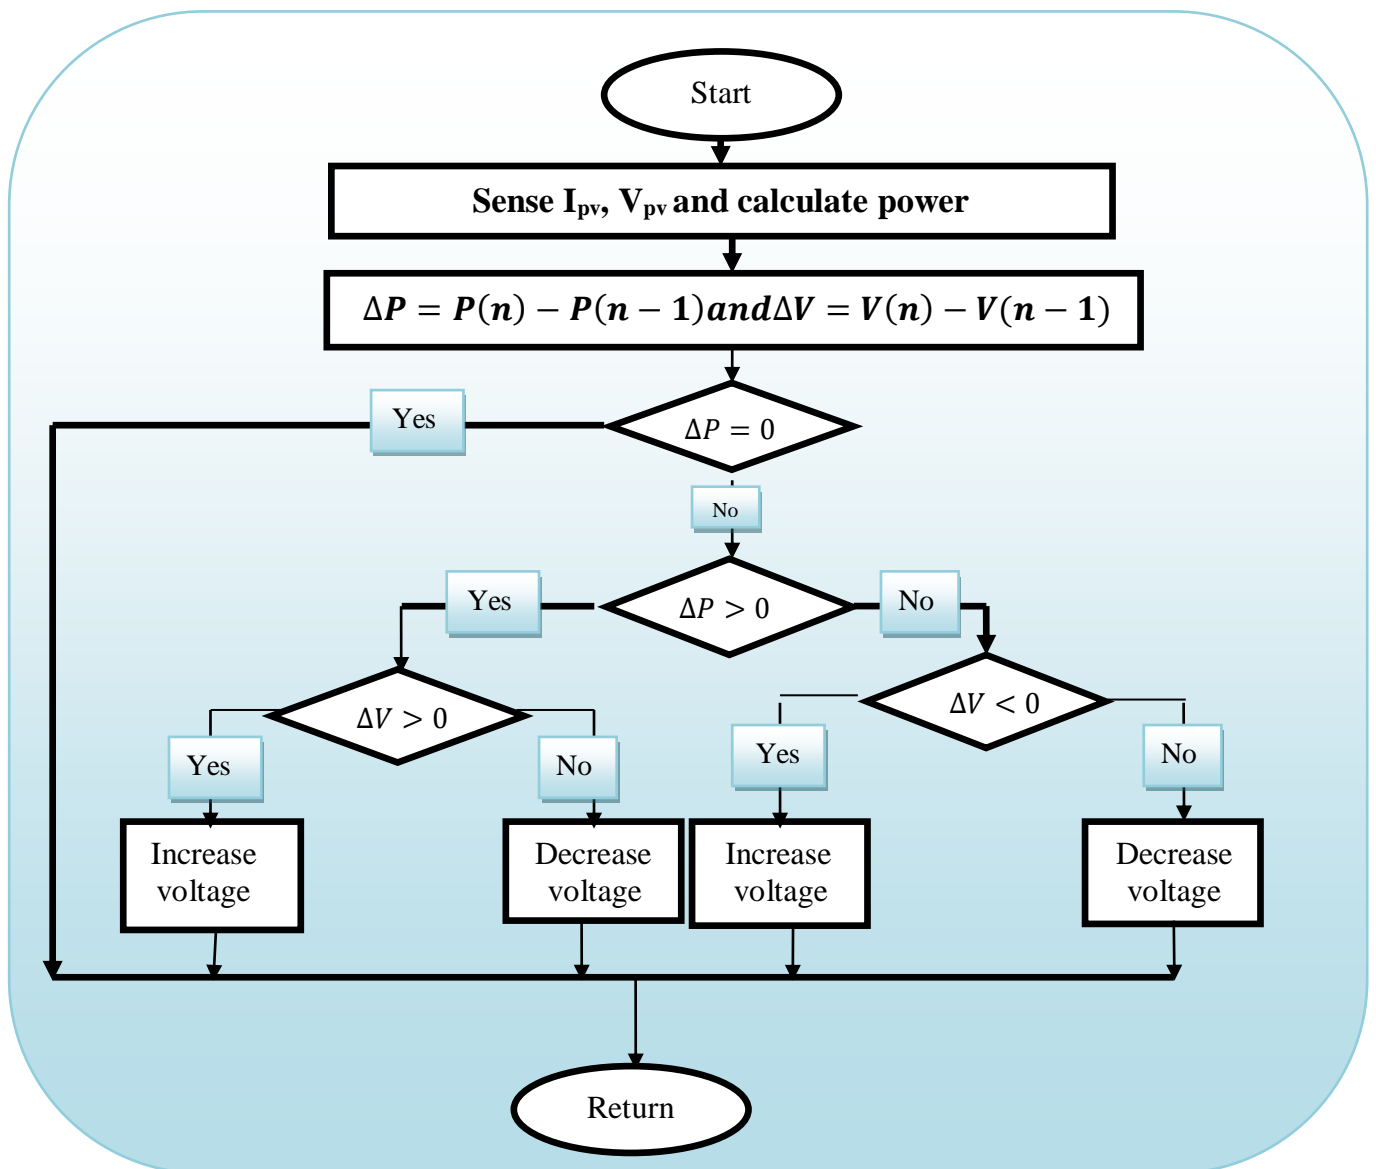 Start
Sense Ipv, Vpv and calculate power
ΔP = P(n) − P(n − 1)andΔV = V(n) − V(n − 1)
Yes
ΔP = 0
No
Yes
ΔP > 0
No
ΔV > 0
ΔV < 0
Yes
No
Yes
No
Increase
voltage
Decrease
voltage
Increase
voltage
Decrease
voltage
Return